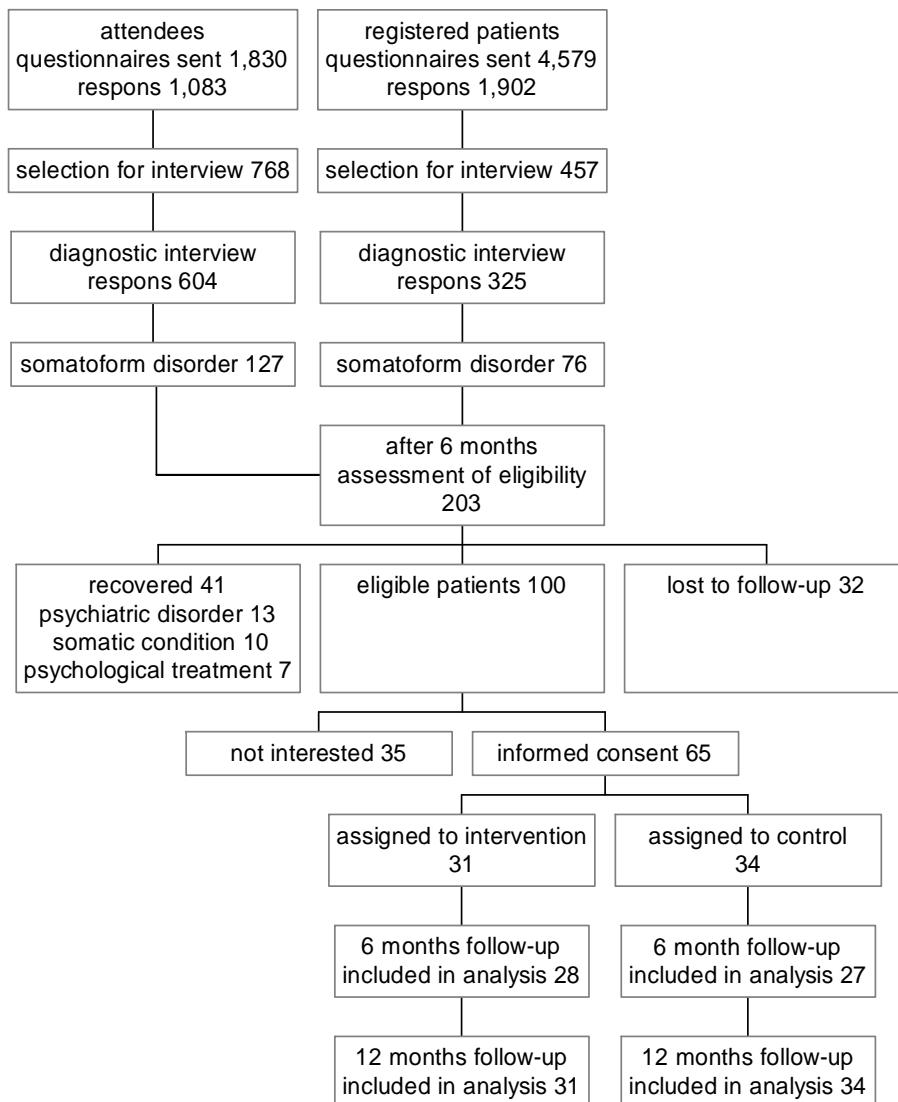 attendees
questionnaires sent 1,830
respons 1,083
registered patients
questionnaires sent 4,579
respons 1,902
selection for interview 768
selection for interview 457
diagnostic interview
respons 604
diagnostic interview
respons 325
somatoform disorder 127
somatoform disorder 76
after 6 months
assessment of eligibility
203
recovered 41
psychiatric disorder 13
somatic condition 10
psychological treatment 7
eligible patients 100
lost to follow-up 32
not interested 35
informed consent 65
assigned to intervention
31
assigned to control
34
6 months follow-up
included in analysis 28
6 month follow-up
included in analysis 27
12 months follow-up
included in analysis 31
12 months follow-up
included in analysis 34